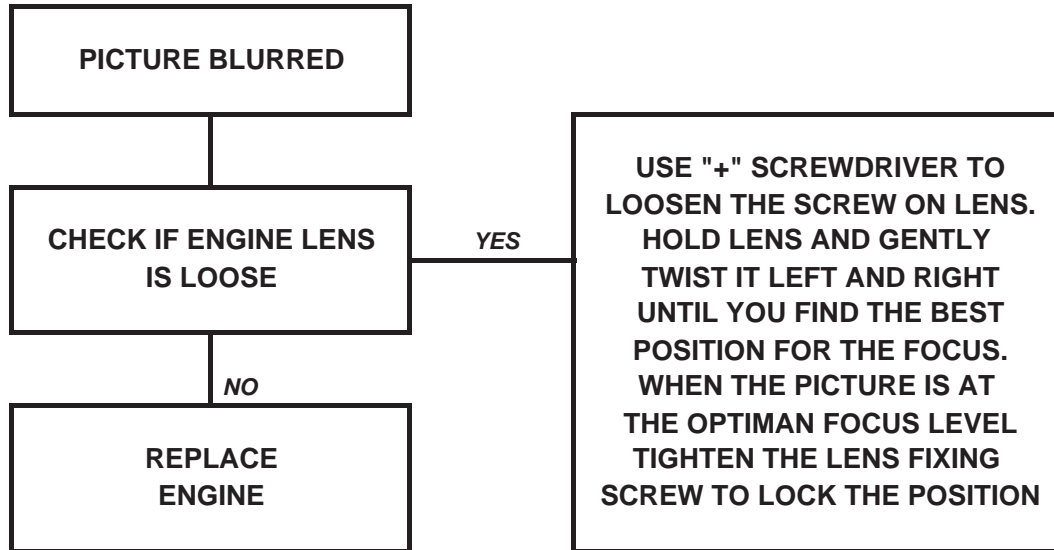 PICTURE BLURRED
CHECK IF ENGINE LENS
IS LOOSE
YES
USE "+" SCREWDRIVER TO
LOOSEN THE SCREW ON LENS.
HOLD LENS AND GENTLY
TWIST IT LEFT AND RIGHT
UNTIL YOU FIND THE BEST
POSITION FOR THE FOCUS.
WHEN THE PICTURE IS AT
THE OPTIMAN FOCUS LEVEL
TIGHTEN THE LENS FIXING
SCREW TO LOCK THE POSITION
NO
REPLACE
ENGINE